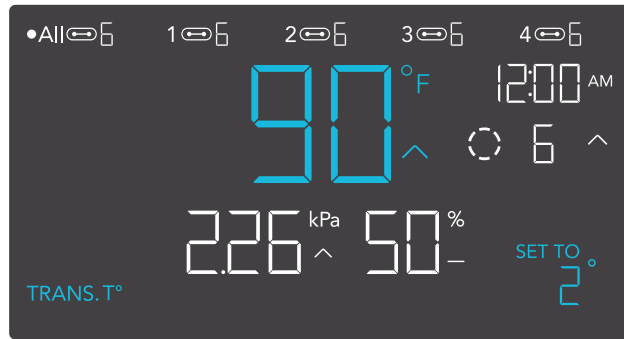 All 6 1 6 2 6 3 6 4 6
90 °F 12:00 AM
6
2.26 kPa 50 %
SET TO
TRANS. T° 2°